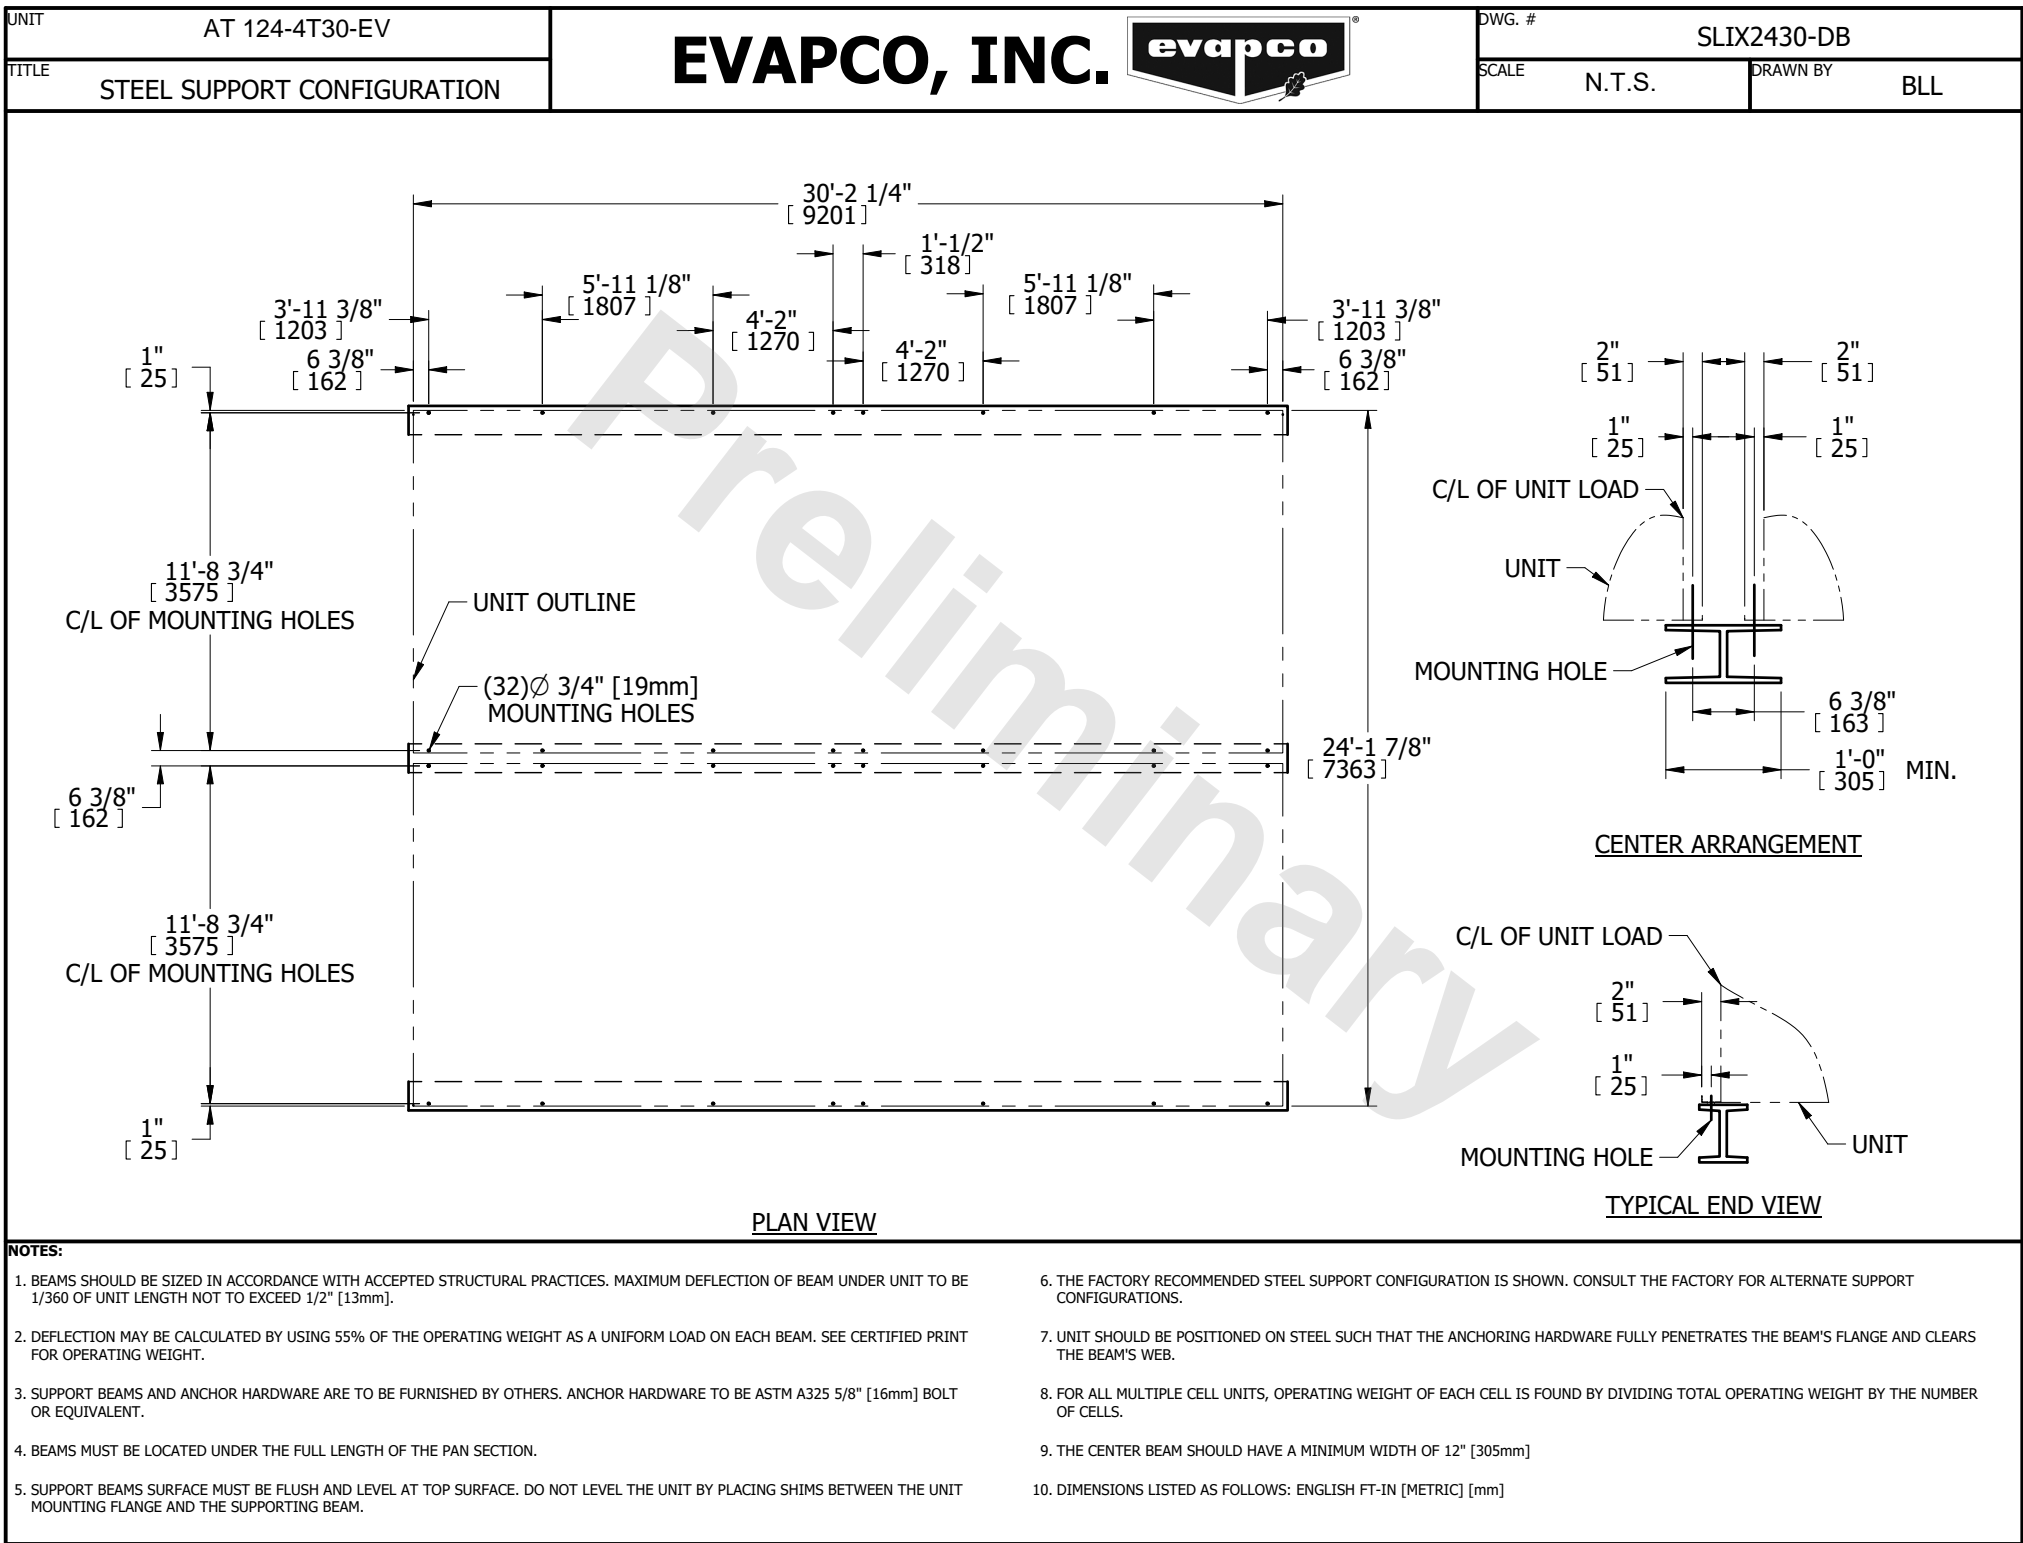 UNIT
AT 124-4T30-EV
TITLE
STEEL SUPPORT CONFIGURATION
EVAPCO, INC.
evapco
®
DWG. #
SLIX2430-DB
SCALE
N.T.S.
DRAWN BY
BLL
30'-2 1/4"
[ 9201 ]
1'-1/2"
[ 318 ]
5'-11 1/8"
[ 1807 ]
5'-11 1/8"
[ 1807 ]
3'-11 3/8"
[ 1203 ]
4'-2"
[ 1270 ]
3'-11 3/8"
[ 1203 ]
1"
[ 25 ]
6 3/8"
[ 162 ]
4'-2"
[ 1270 ]
6 3/8"
[ 162 ]
11'-8 3/4"
[ 3575 ]
C/L OF MOUNTING HOLES
UNIT OUTLINE
(32)∅ 3/4" [19mm]
MOUNTING HOLES
6 3/8"
[ 162 ]
24'-1 7/8"
[ 7363 ]
11'-8 3/4"
[ 3575 ]
C/L OF MOUNTING HOLES
1"
[ 25 ]
PLAN VIEW
Preliminary
2"
[ 51 ]
2"
[ 51 ]
1"
[ 25 ]
1"
[ 25 ]
C/L OF UNIT LOAD
UNIT
MOUNTING HOLE
6 3/8"
[ 163 ]
1'-0"
[ 305 ] MIN.
CENTER ARRANGEMENT
C/L OF UNIT LOAD
2"
[ 51 ]
1"
[ 25 ]
MOUNTING HOLE
UNIT
TYPICAL END VIEW
NOTES:
1. BEAMS SHOULD BE SIZED IN ACCORDANCE WITH ACCEPTED STRUCTURAL PRACTICES. MAXIMUM DEFLECTION OF BEAM UNDER UNIT TO BE
1/360 OF UNIT LENGTH NOT TO EXCEED 1/2" [13mm].
2. DEFLECTION MAY BE CALCULATED BY USING 55% OF THE OPERATING WEIGHT AS A UNIFORM LOAD ON EACH BEAM. SEE CERTIFIED PRINT
FOR OPERATING WEIGHT.
3. SUPPORT BEAMS AND ANCHOR HARDWARE ARE TO BE FURNISHED BY OTHERS. ANCHOR HARDWARE TO BE ASTM A325 5/8" [16mm] BOLT
OR EQUIVALENT.
4. BEAMS MUST BE LOCATED UNDER THE FULL LENGTH OF THE PAN SECTION.
5. SUPPORT BEAMS SURFACE MUST BE FLUSH AND LEVEL AT TOP SURFACE. DO NOT LEVEL THE UNIT BY PLACING SHIMS BETWEEN THE UNIT
MOUNTING FLANGE AND THE SUPPORTING BEAM.
6. THE FACTORY RECOMMENDED STEEL SUPPORT CONFIGURATION IS SHOWN. CONSULT THE FACTORY FOR ALTERNATE SUPPORT
CONFIGURATIONS.
7. UNIT SHOULD BE POSITIONED ON STEEL SUCH THAT THE ANCHORING HARDWARE FULLY PENETRATES THE BEAM'S FLANGE AND CLEARS
THE BEAM'S WEB.
8. FOR ALL MULTIPLE CELL UNITS, OPERATING WEIGHT OF EACH CELL IS FOUND BY DIVIDING TOTAL OPERATING WEIGHT BY THE NUMBER
OF CELLS.
9. THE CENTER BEAM SHOULD HAVE A MINIMUM WIDTH OF 12" [305mm]
10. DIMENSIONS LISTED AS FOLLOWS: ENGLISH FT-IN [METRIC] [mm]